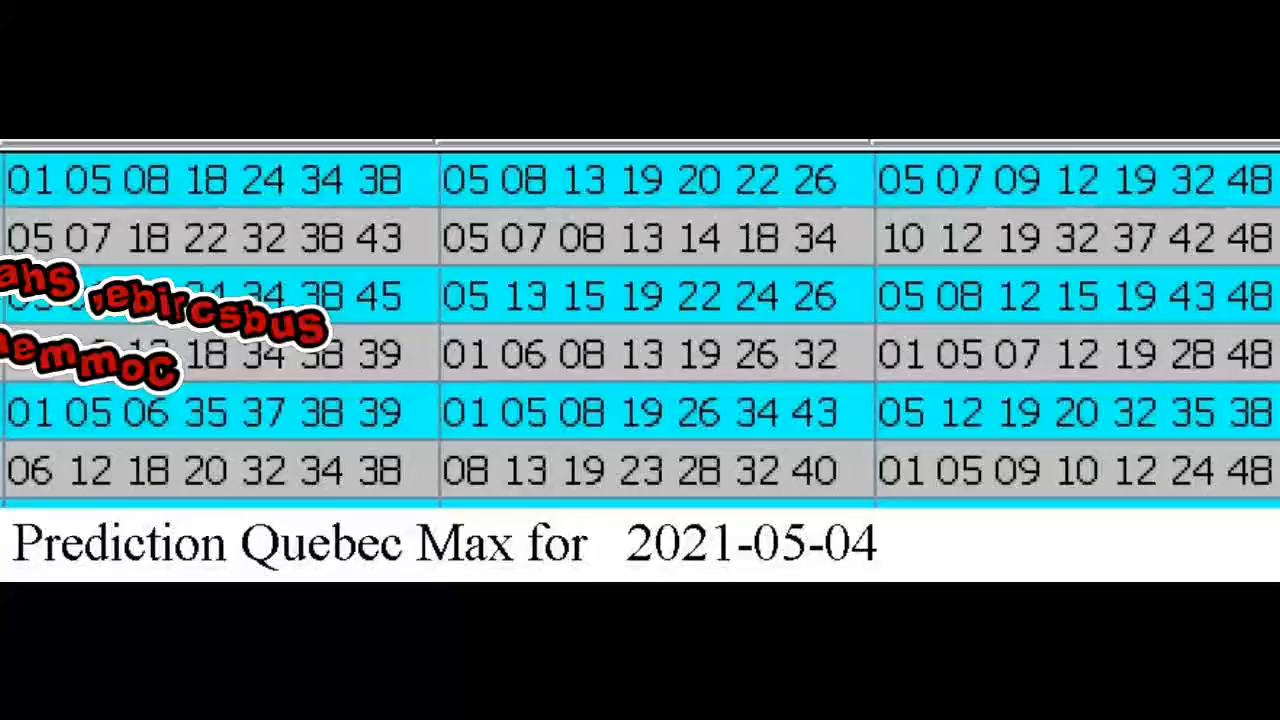 01 05 08 18 24 34 38 05 08 13 19 20 22 26 05 07 09 12 19 32 48
05 07 18 22 32 38 43 05 07 08 13 14 18 34 10 12 19 32 37 42 48
34 38 45 05 13 15 19 22 24 26 05 08 12 15 19 43 48
subscribe,
18 34 38 39 01 06 08 13 19 26 32 01 05 07 12 19 28 48
01 05 06 35 37 38 39 01 05 08 19 26 34 43 05 12 19 20 32 35 38
06 12 18 20 32 34 38 08 13 19 23 28 32 40 01 05 09 10 12 24 48
Prediction Quebec Max for 2021-05-04